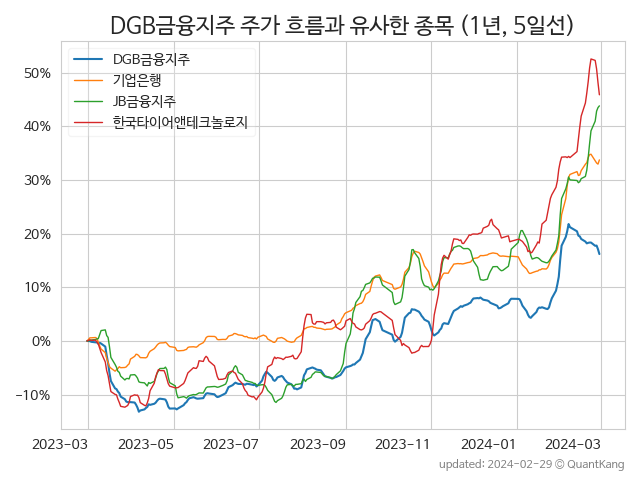 DGB금융지주 주가 흐름과 유사한 종목 (1년, 5일선)
DGB금융지주
기업은행
JB금융지주
한국타이어앤테크놀로지
50%
40%
30%
20%
10%
0%
−10%
2023-03 2023-05 2023-07 2023-09 2023-11 2024-01 2024-03
updated: 2024-02-29 © QuantKang